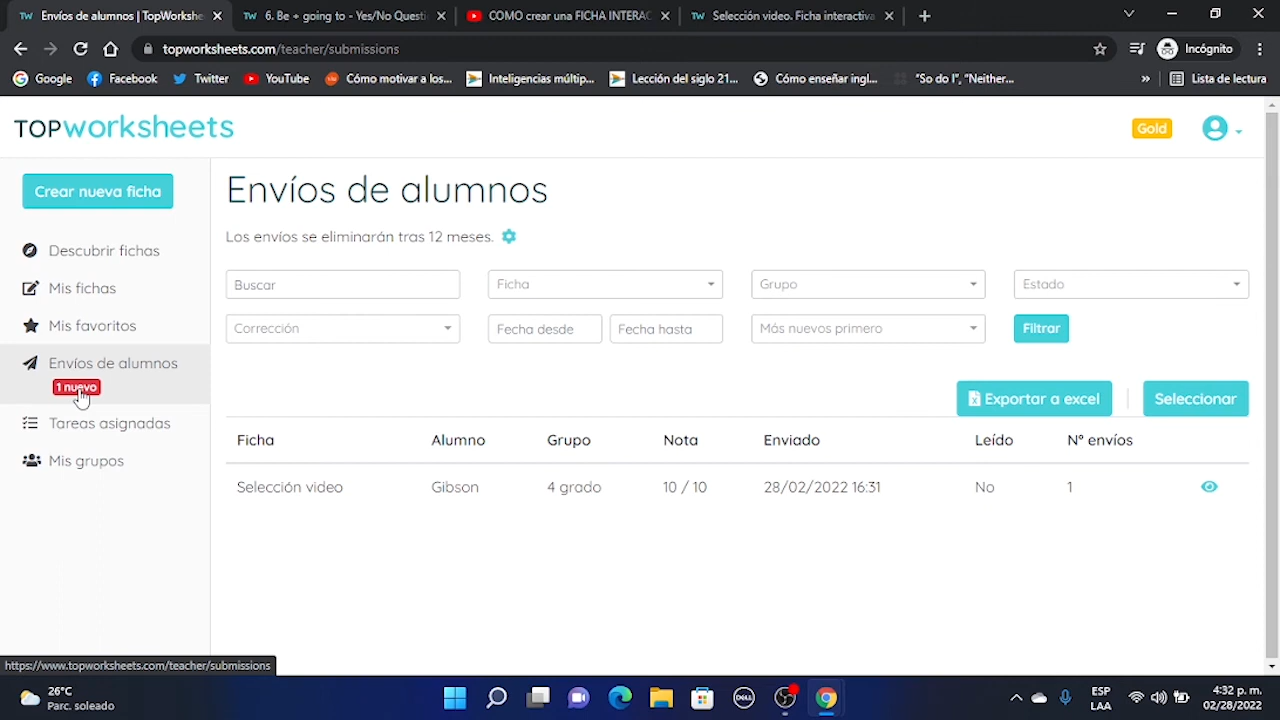 Envíos de alumnos | TopWorkshe
6. Be + going to - Yes/No Questi
COMO crear una FICHA INTERAC
Selección video. Ficha interactiva
topworksheets.com/teacher/submissions
Incógnito
Google
Facebook
Twitter
YouTube
Cómo motivar a los...
Inteligencias múltip...
Lección del siglo 21...
Cómo enseñar ingl...
"So do I", "Neither...
»
Lista de lectura
TOPworksheets
Gold
Crear nueva ficha
Descubrir fichas
Mis fichas
Mis favoritos
Envíos de alumnos
1 nuevo
Tareas asignadas
Mis grupos
Envíos de alumnos
Los envíos se eliminarán tras 12 meses.
Buscar
Ficha
Grupo
Estado
Corrección
Fecha desde
Fecha hasta
Más nuevos primero
Filtrar
Exportar a excel
Seleccionar
Ficha Alumno Grupo Nota Enviado Leído Nº envíos
Selección video Gibson 4 grado 10 / 10 28/02/2022 16:31 No 1
https://www.topworksheets.com/teacher/submissions
26°C
Parc. soleado
DELL
ESP
LAA
4:32 p. m.
02/28/2022